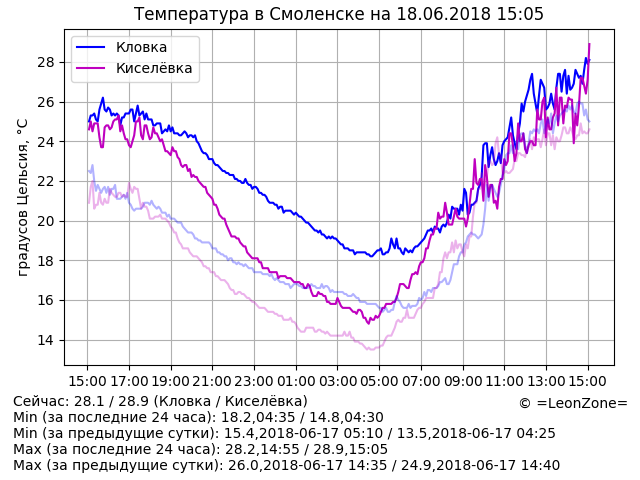 Температура в Смоленске на 18.06.2018 15:05
Кловка
Киселёвка
градусов Цельсия, °C
28
26
24
22
20
18
16
14
15:00 17:00 19:00 21:00 23:00 01:00 03:00 05:00 07:00 09:00 11:00 13:00 15:00
Сейчас: 28.1 / 28.9 (Кловка / Киселёвка)
© =LeonZone=
Min (за последние 24 часа): 18.2,04:35 / 14.8,04:30
Min (за предыдущие сутки): 15.4,2018-06-17 05:10 / 13.5,2018-06-17 04:25
Max (за последние 24 часа): 28.2,14:55 / 28.9,15:05
Max (за предыдущие сутки): 26.0,2018-06-17 14:35 / 24.9,2018-06-17 14:40